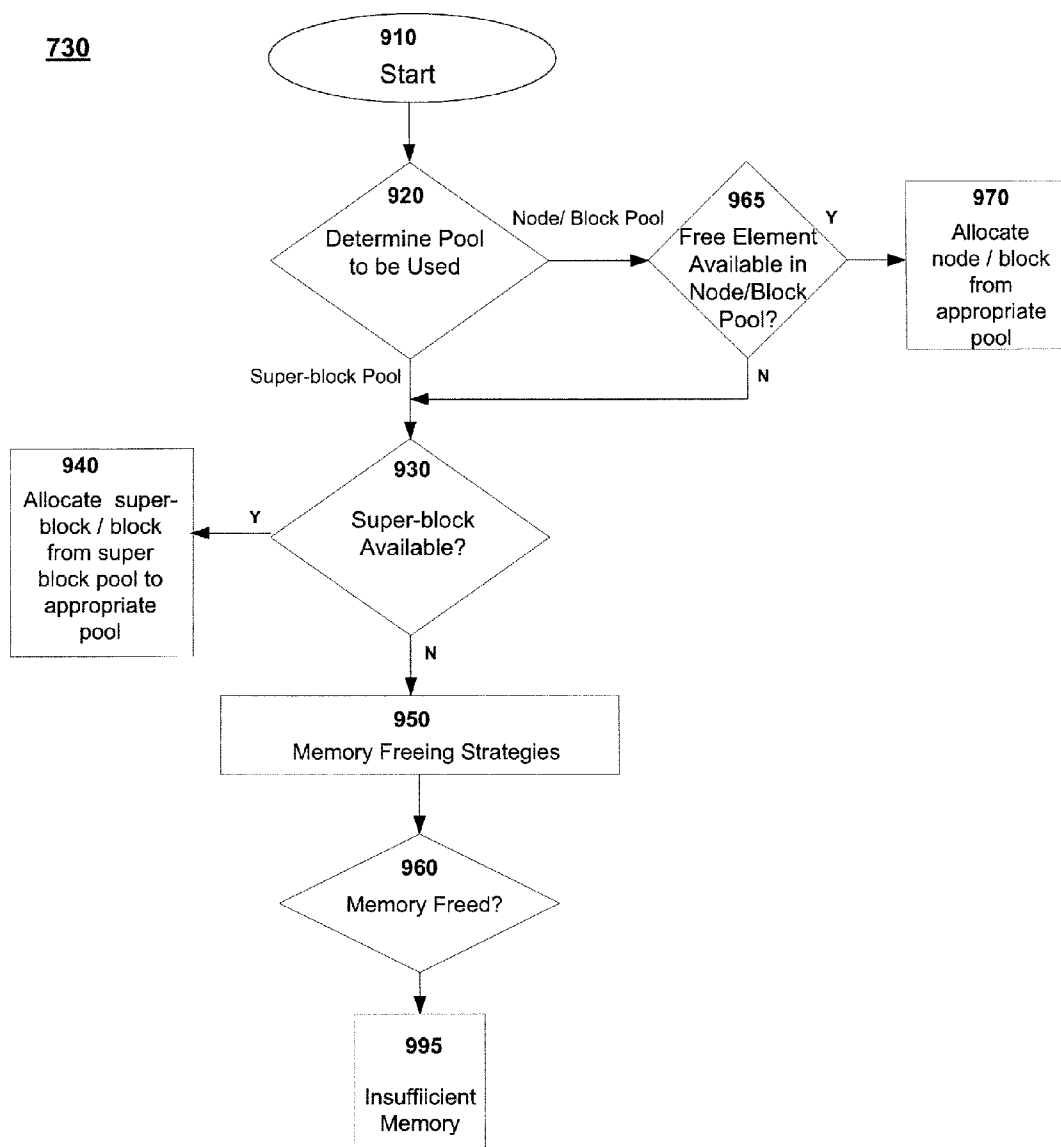 730
910
Start
920
Determine Pool
to be Used
Node/ Block Pool
965
Free Element
Available in
Node/Block
Pool?
Y
970
Allocate
node / block
from
appropriate
pool
Super-block Pool
N
930
Super-block
Available?
Y
940
Allocate super-
block / block
from super
block pool to
appropriate
pool
N
950
Memory Freeing Strategies
960
Memory Freed?
995
Insuffiicient
Memory